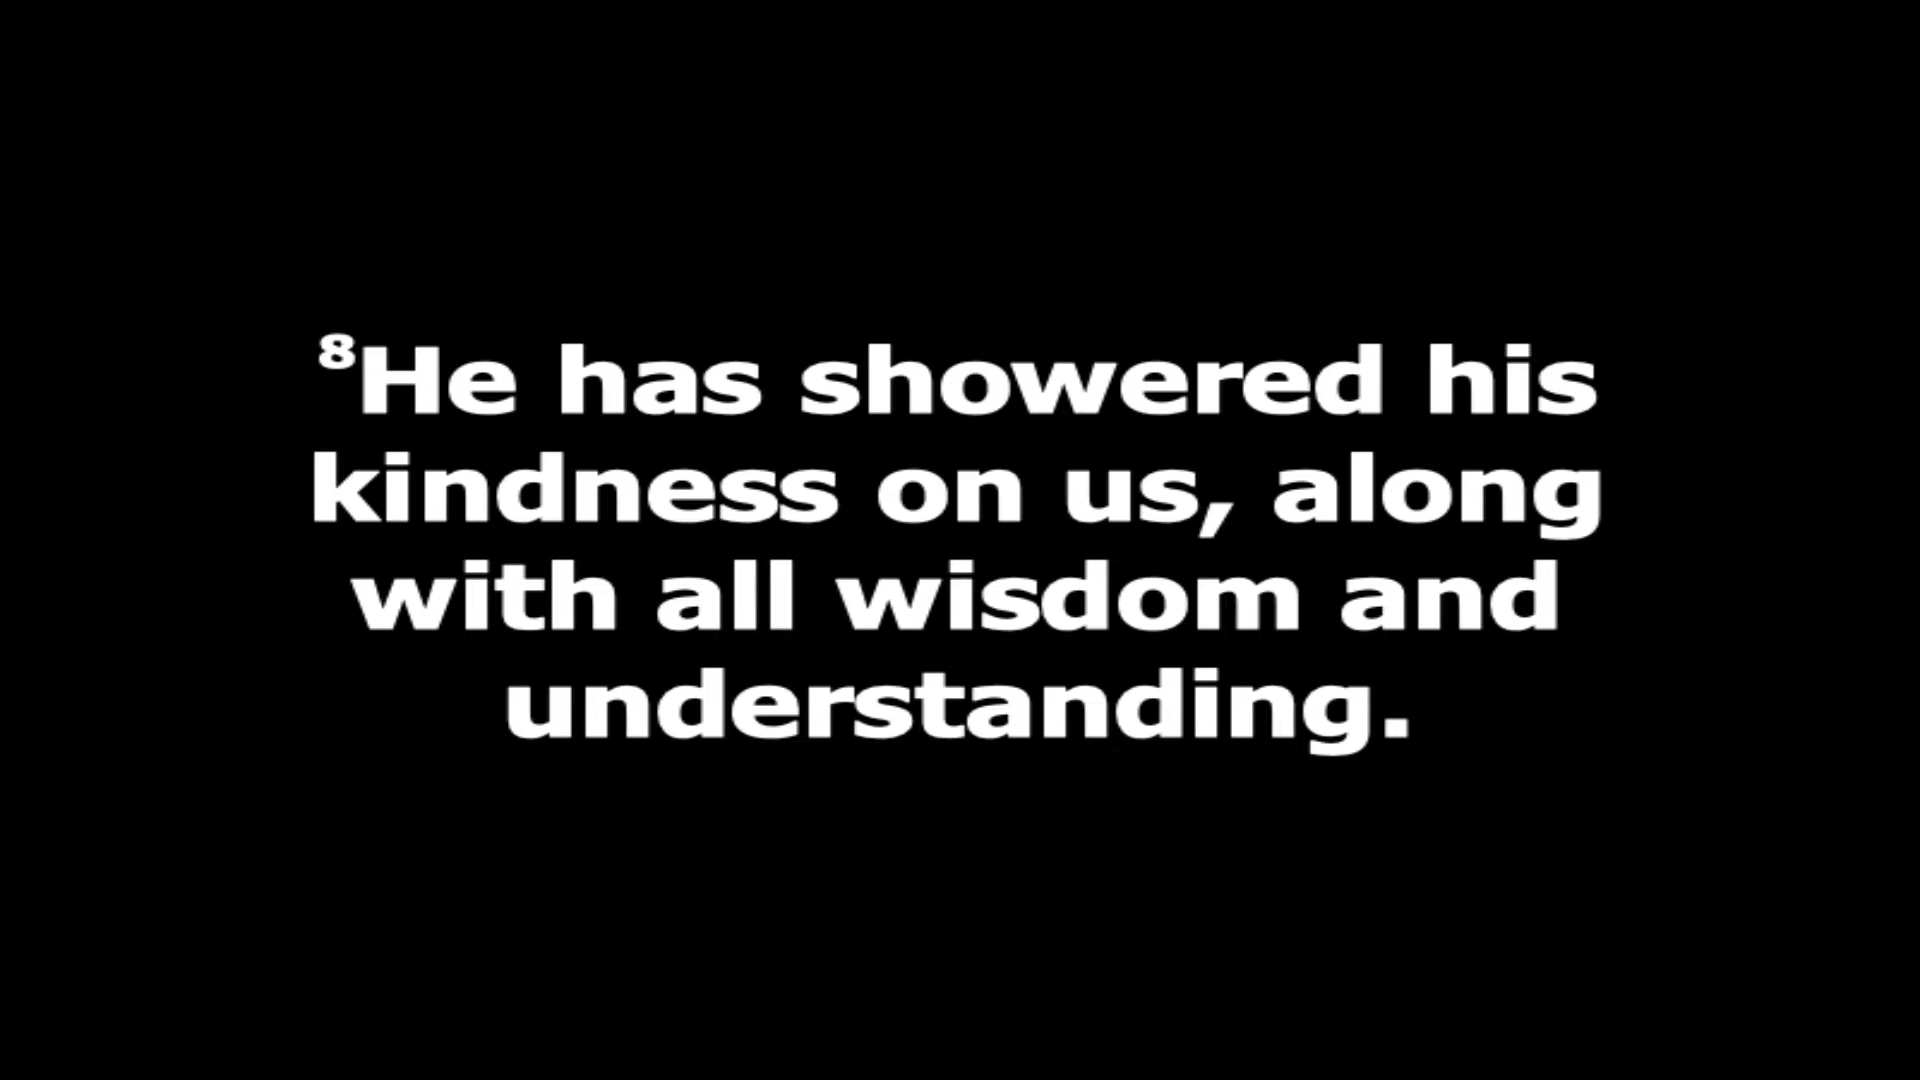 ⁸He has showered his
kindness on us, along
with all wisdom and
understanding.